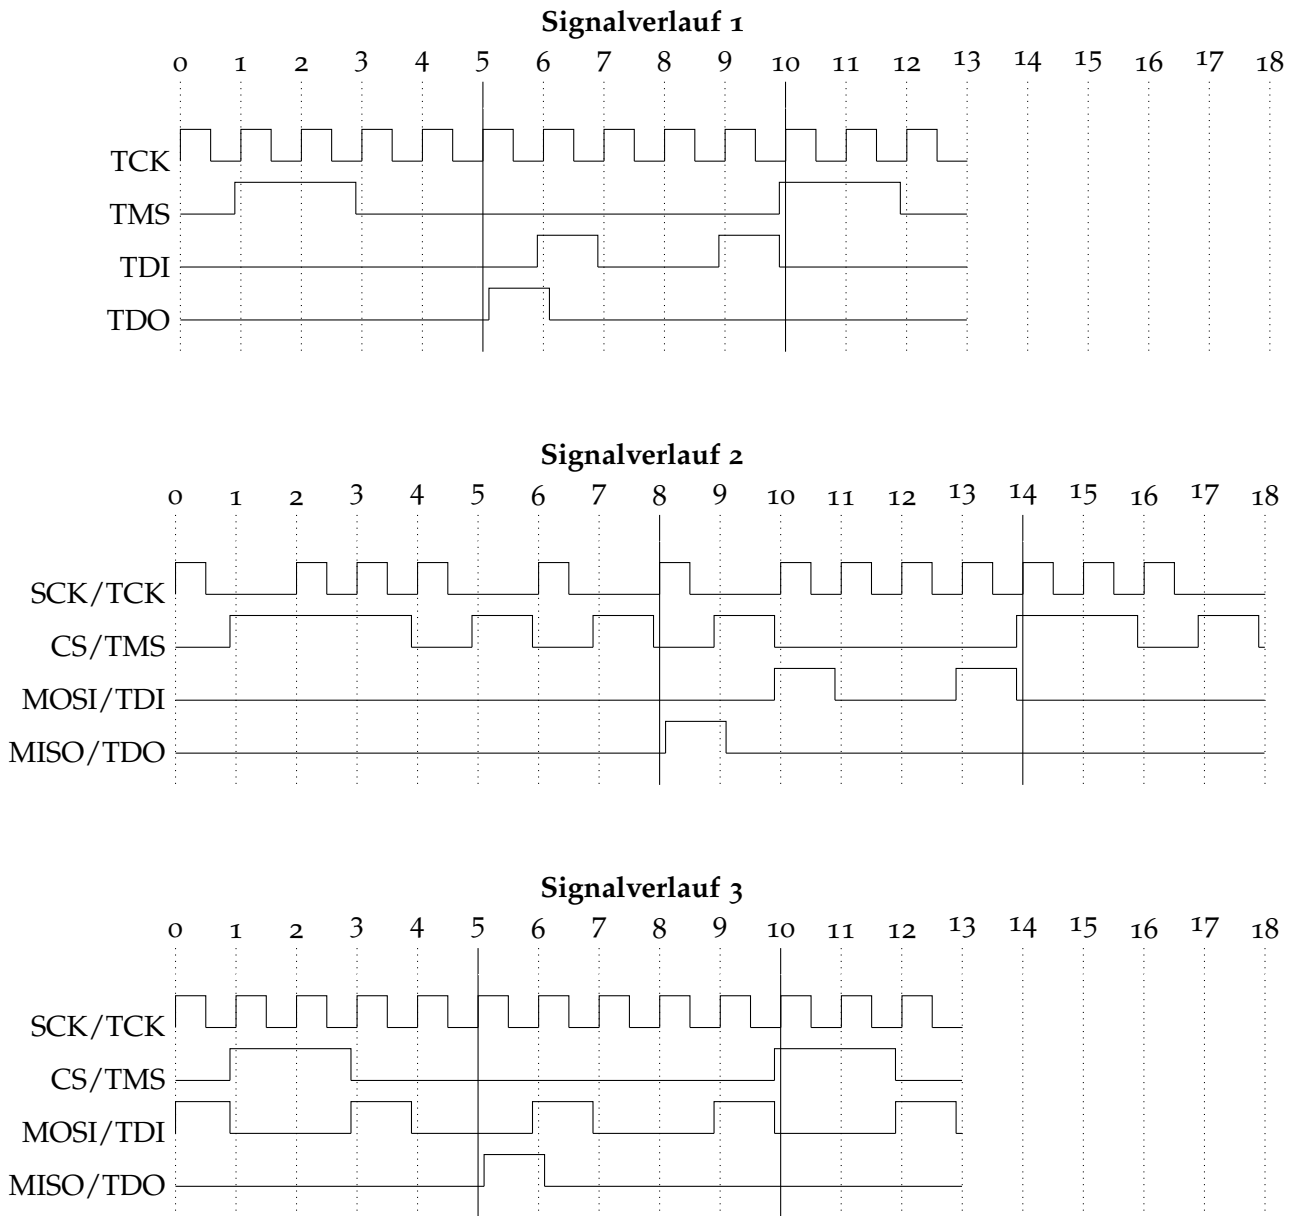 Signalverlauf 1
0 1 2 3 4 5 6 7 8 9 10 11 12 13 14 15 16 17 18
TCK
TMS
TDI
TDO
Signalverlauf 2
0 1 2 3 4 5 6 7 8 9 10 11 12 13 14 15 16 17 18
SCK/TCK
CS/TMS
MOSI/TDI
MISO/TDO
Signalverlauf 3
0 1 2 3 4 5 6 7 8 9 10 11 12 13 14 15 16 17 18
SCK/TCK
CS/TMS
MOSI/TDI
MISO/TDO